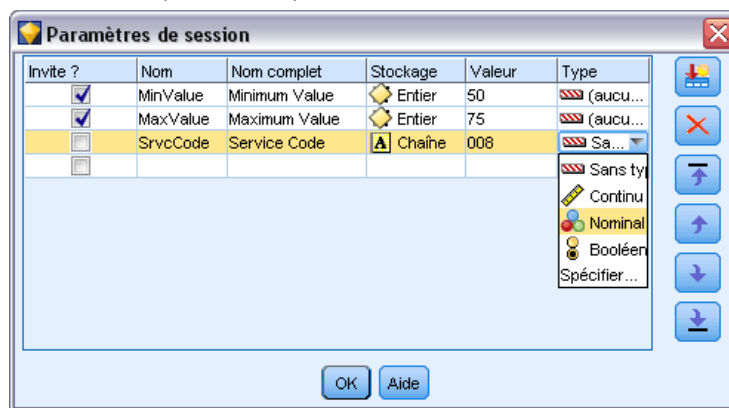 Paramètres de session
Invite ? Nom Nom complet Stockage Valeur Type
MinValue Minimum Value Entier 50 (aucu...
MaxValue Maximum Value Entier 75 (aucu...
SrvcCode Service Code A Chaîne 008 Sa...
Sans ty
Continu
Nominal
Booléen
Spécifier...
OK Aide